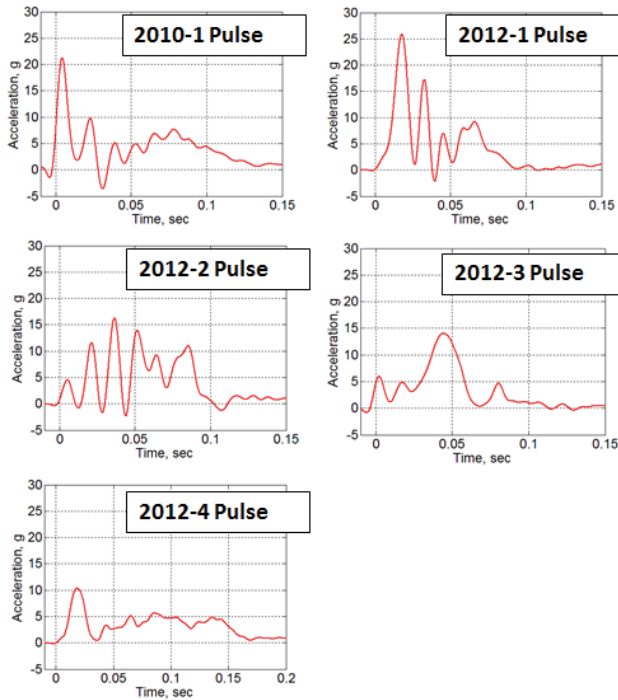 2010-1 Pulse
Acceleration, g
30
25
20
15
10
5
0
-5
0 0.05 0.1 0.15
Time, sec
2012-1 Pulse
Acceleration, g
30
25
20
15
10
5
0
-5
0 0.05 0.1 0.15
Time, sec
2012-2 Pulse
Acceleration, g
30
25
20
15
10
5
0
-5
0 0.05 0.1 0.15
Time, sec
2012-3 Pulse
Acceleration, g
30
25
20
15
10
5
0
-5
0 0.05 0.1 0.15
Time, sec
2012-4 Pulse
Acceleration, g
30
25
20
15
10
5
0
-5
0 0.05 0.1 0.15 0.2
Time, sec